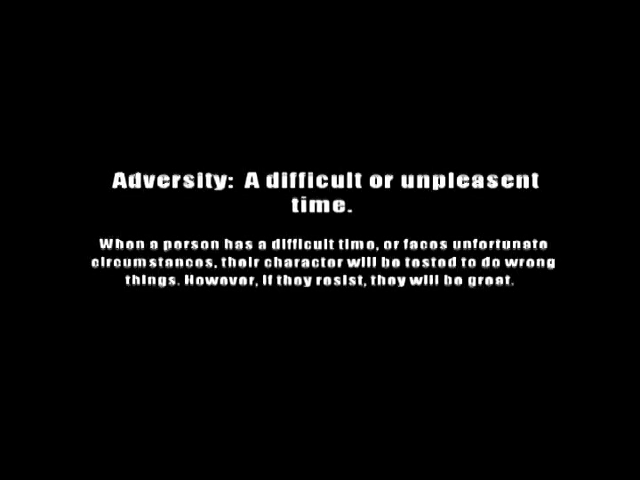 Adversity: A difficult or unpleasent
time.
When a person has a difficult time, or faces unfortunate
circumstances, their character will be tested to do wrong
things. However, if they resist, they will be great.